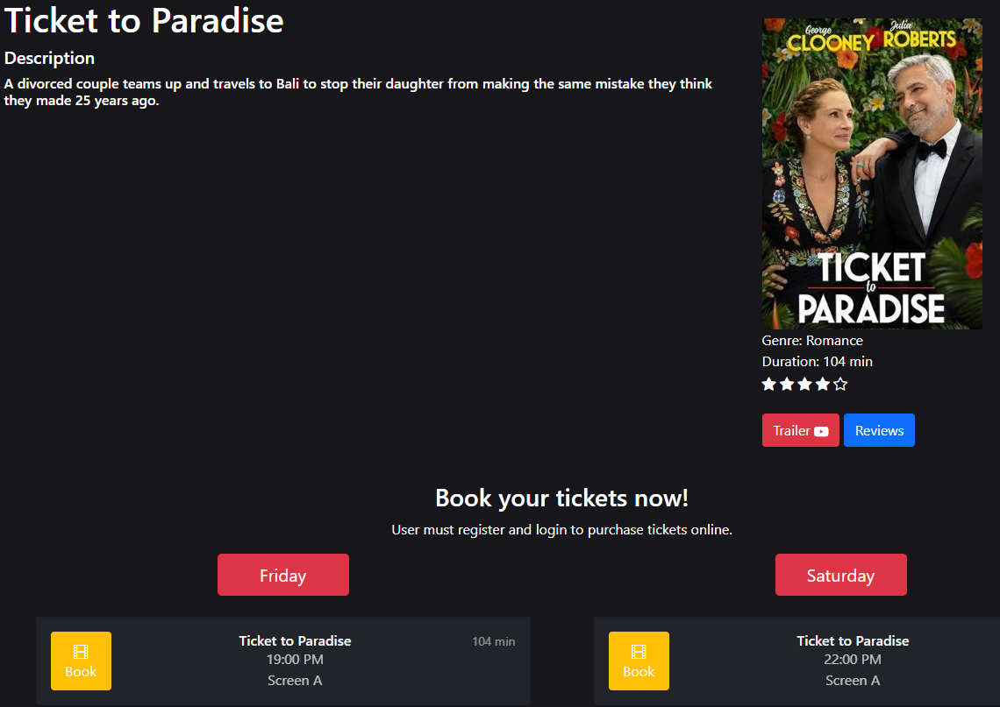 Ticket to Paradise
Description
A divorced couple teams up and travels to Bali to stop their daughter from making the same mistake they think
they made 25 years ago.
George CLOONEY Julia ROBERTS
TICKET
to
PARADISE
Genre: Romance
Duration: 104 min
Trailer
Reviews
Book your tickets now!
User must register and login to purchase tickets online.
Friday
Book
Ticket to Paradise
104 min
19:00 PM
Screen A
Saturday
Book
Ticket to Paradise
22:00 PM
Screen A